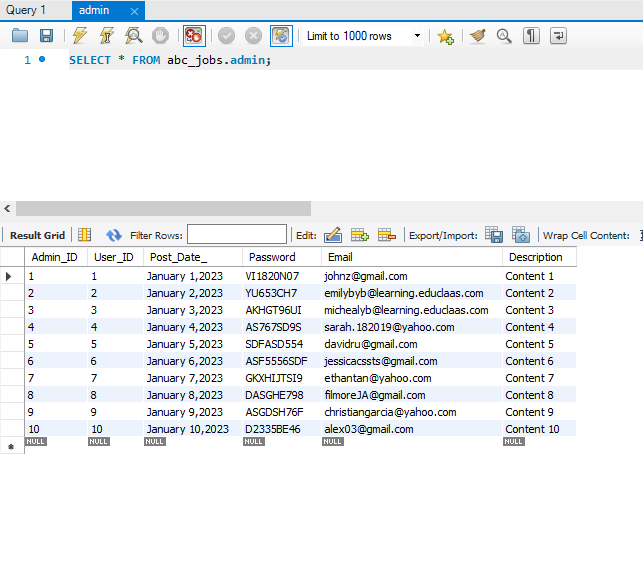 Query 1 admin
Limit to 1000 rows
1 SELECT * FROM abc_jobs.admin;
Result Grid Filter Rows: Edit: Export/Import: Wrap Cell Content:
Admin_ID User_ID Post_Date_ Password Email Description
1 1 January 1,2023 VI1820N07 johnz@gmail.com Content 1
2 2 January 2,2023 YU653CH7 emilybyb@learning.educlaas.com Content 2
3 3 January 3,2023 AKHGT96UI michealyb@learning.educlaas.com Content 3
4 4 January 4,2023 AS767SD9S sarah.182019@yahoo.com Content 4
5 5 January 5,2023 SDFASD554 davidru@gmail.com Content 5
6 6 January 6,2023 ASF5556SDF jessicacssts@gmail.com Content 6
7 7 January 7,2023 GKXHIJTSI9 ethantan@yahoo.com Content 7
8 8 January 8,2023 DASGHE798 filmoreJA@gmail.com Content 8
9 9 January 9,2023 ASGDSH76F christiangarcia@yahoo.com Content 9
10 10 January 10,2023 D2335BE46 alex03@gmail.com Content 10
NULL NULL NULL NULL NULL NULL